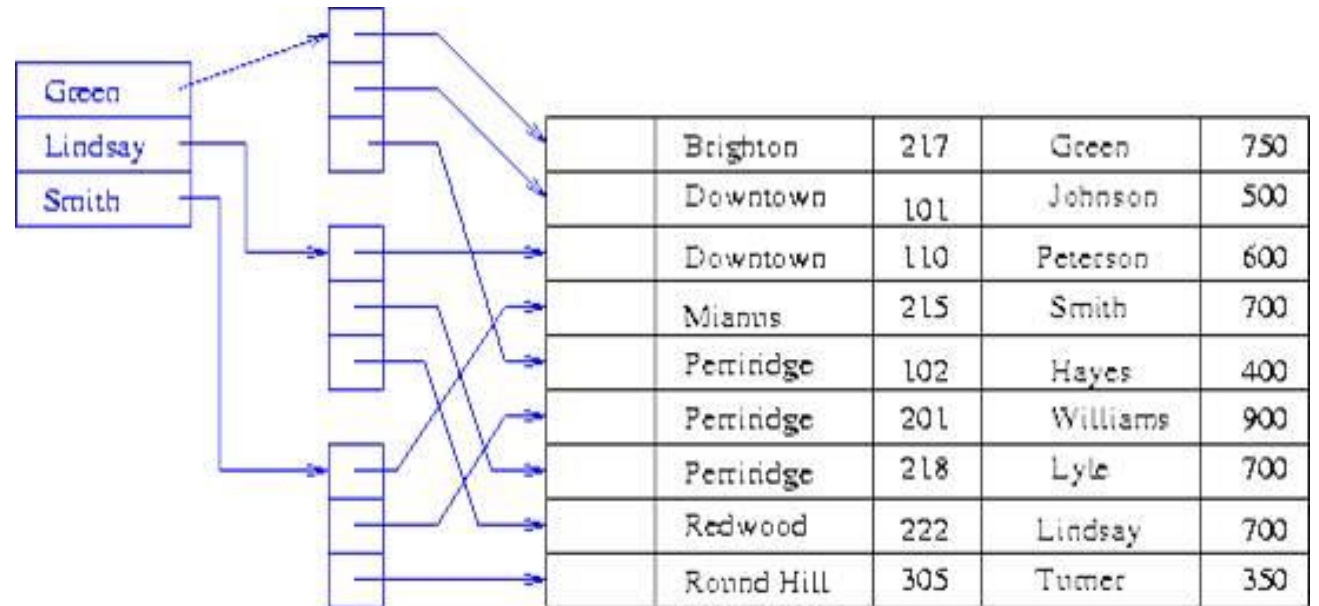 Green
Lindsay
Smith
Brighton 217 Green 750
Downtown 101 Johnson 500
Downtown 110 Peterson 600
Mianus 215 Smith 700
Perriridge 102 Hayes 400
Perriridge 201 Williams 900
Perriridge 218 Lyle 700
Redwood 222 Lindsay 700
Round Hill 305 Turner 350